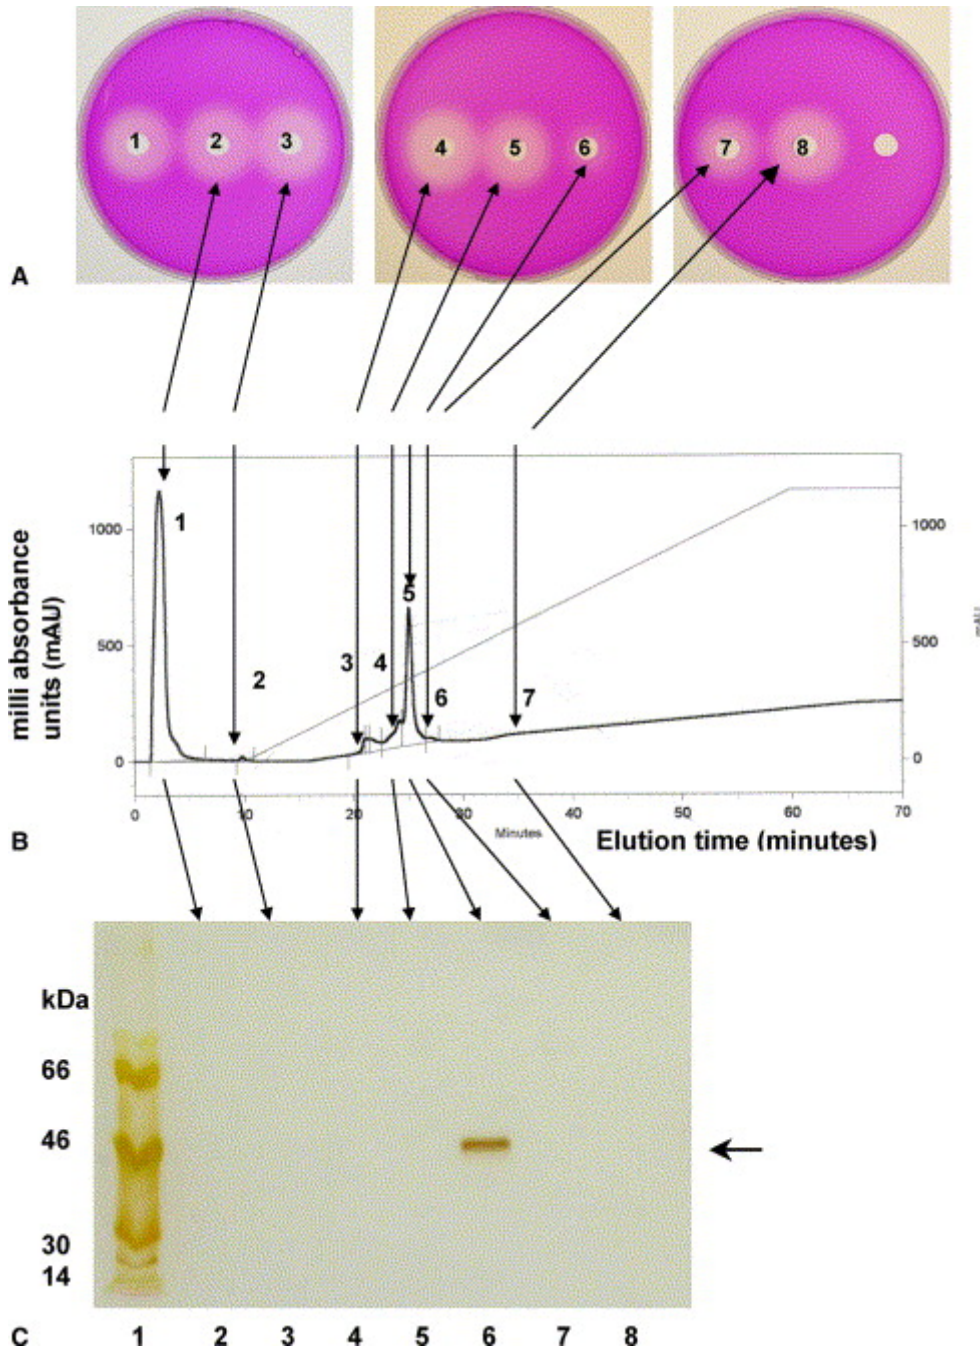 1 2 3 4 5 6 7 8
A
milli absorbance
units (mAU)
1000
500
0
1 2 3 4 5 6 7
1000
500
0
mAU
0 10 20 30 40 50 60 70
Minutes
Elution time (minutes)
B
kDa
66
46
30
14
C 1 2 3 4 5 6 7 8